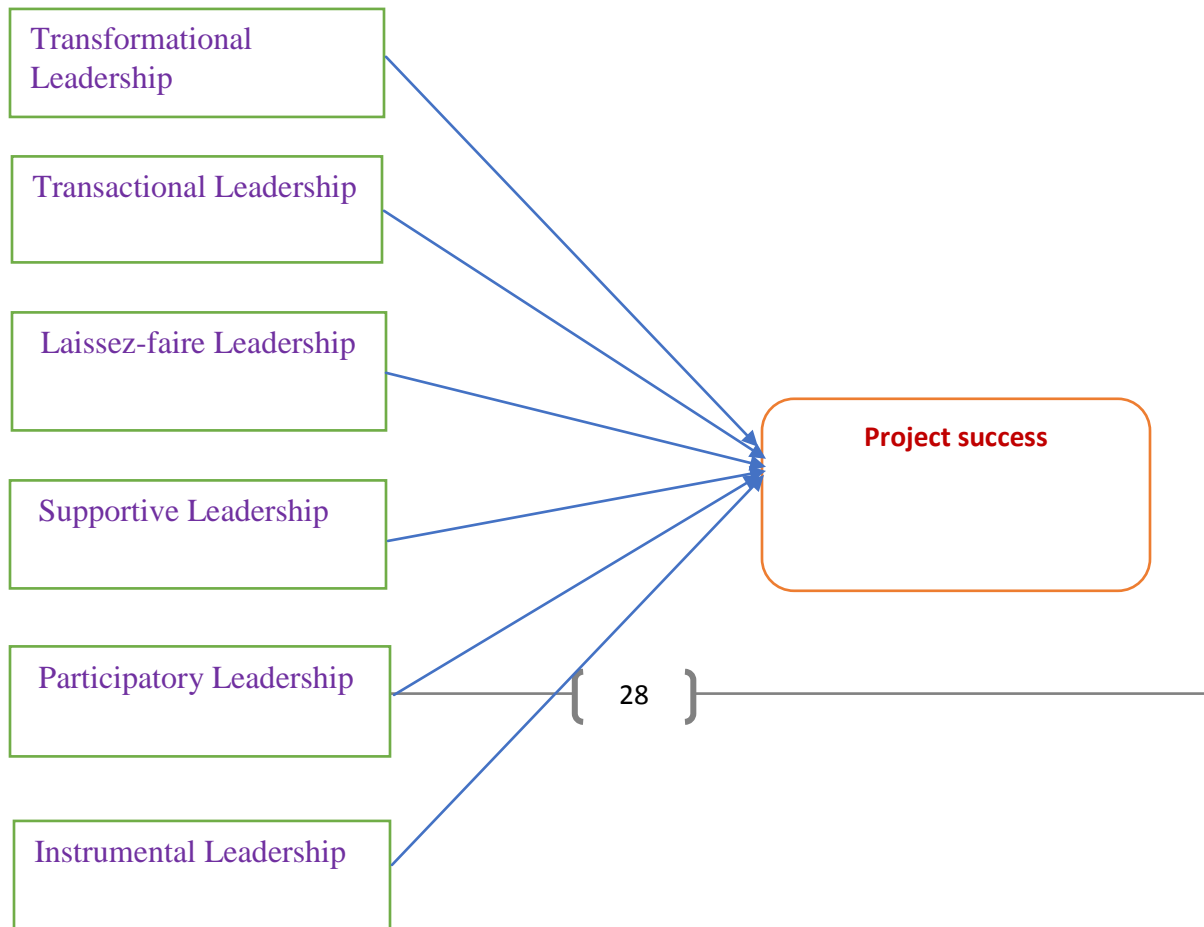 Transformational
Leadership
Transactional Leadership
Laissez-faire Leadership
Project success
Supportive Leadership
Participatory Leadership
28
Instrumental Leadership